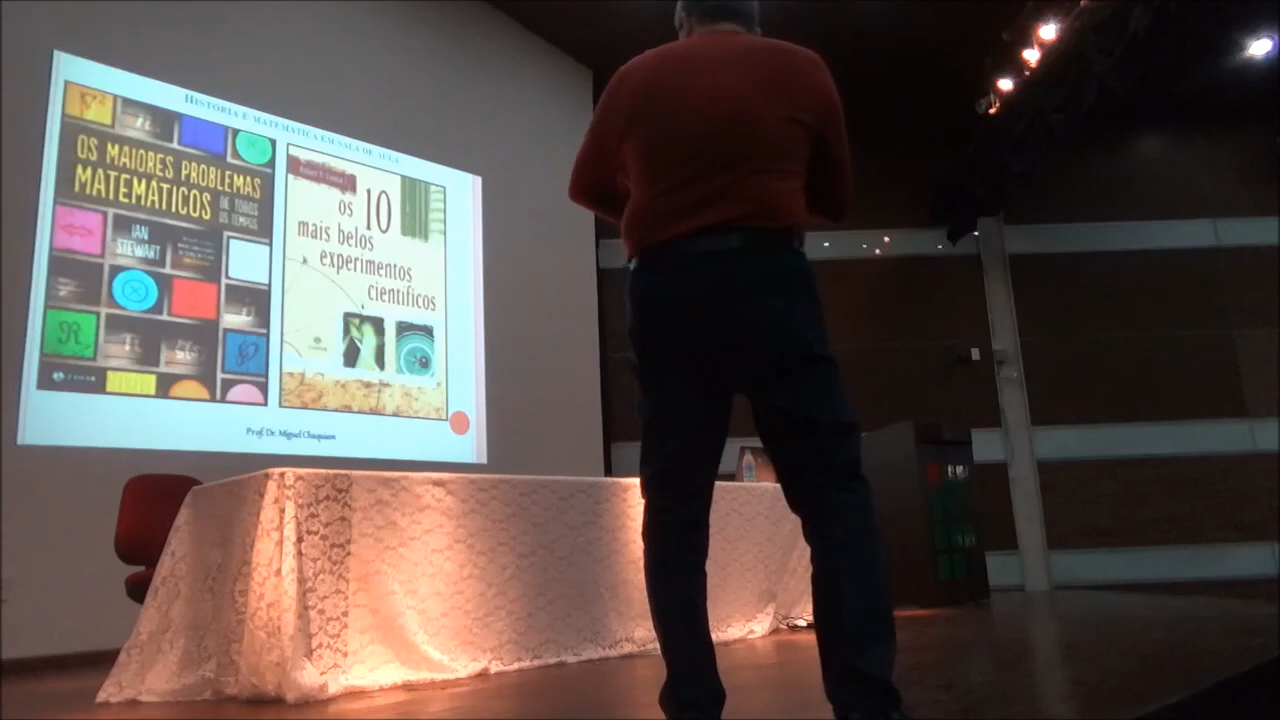 HISTÓRIA E MATEMÁTICA EM SALA DE AULA
OS MAIORES PROBLEMAS
MATEMÁTICOS
DE TODOS
OS TEMPOS
IAN
STEWART
os 10
mais belos
experimentos
científicos
Prof. Dr. Miguel Chaquiam